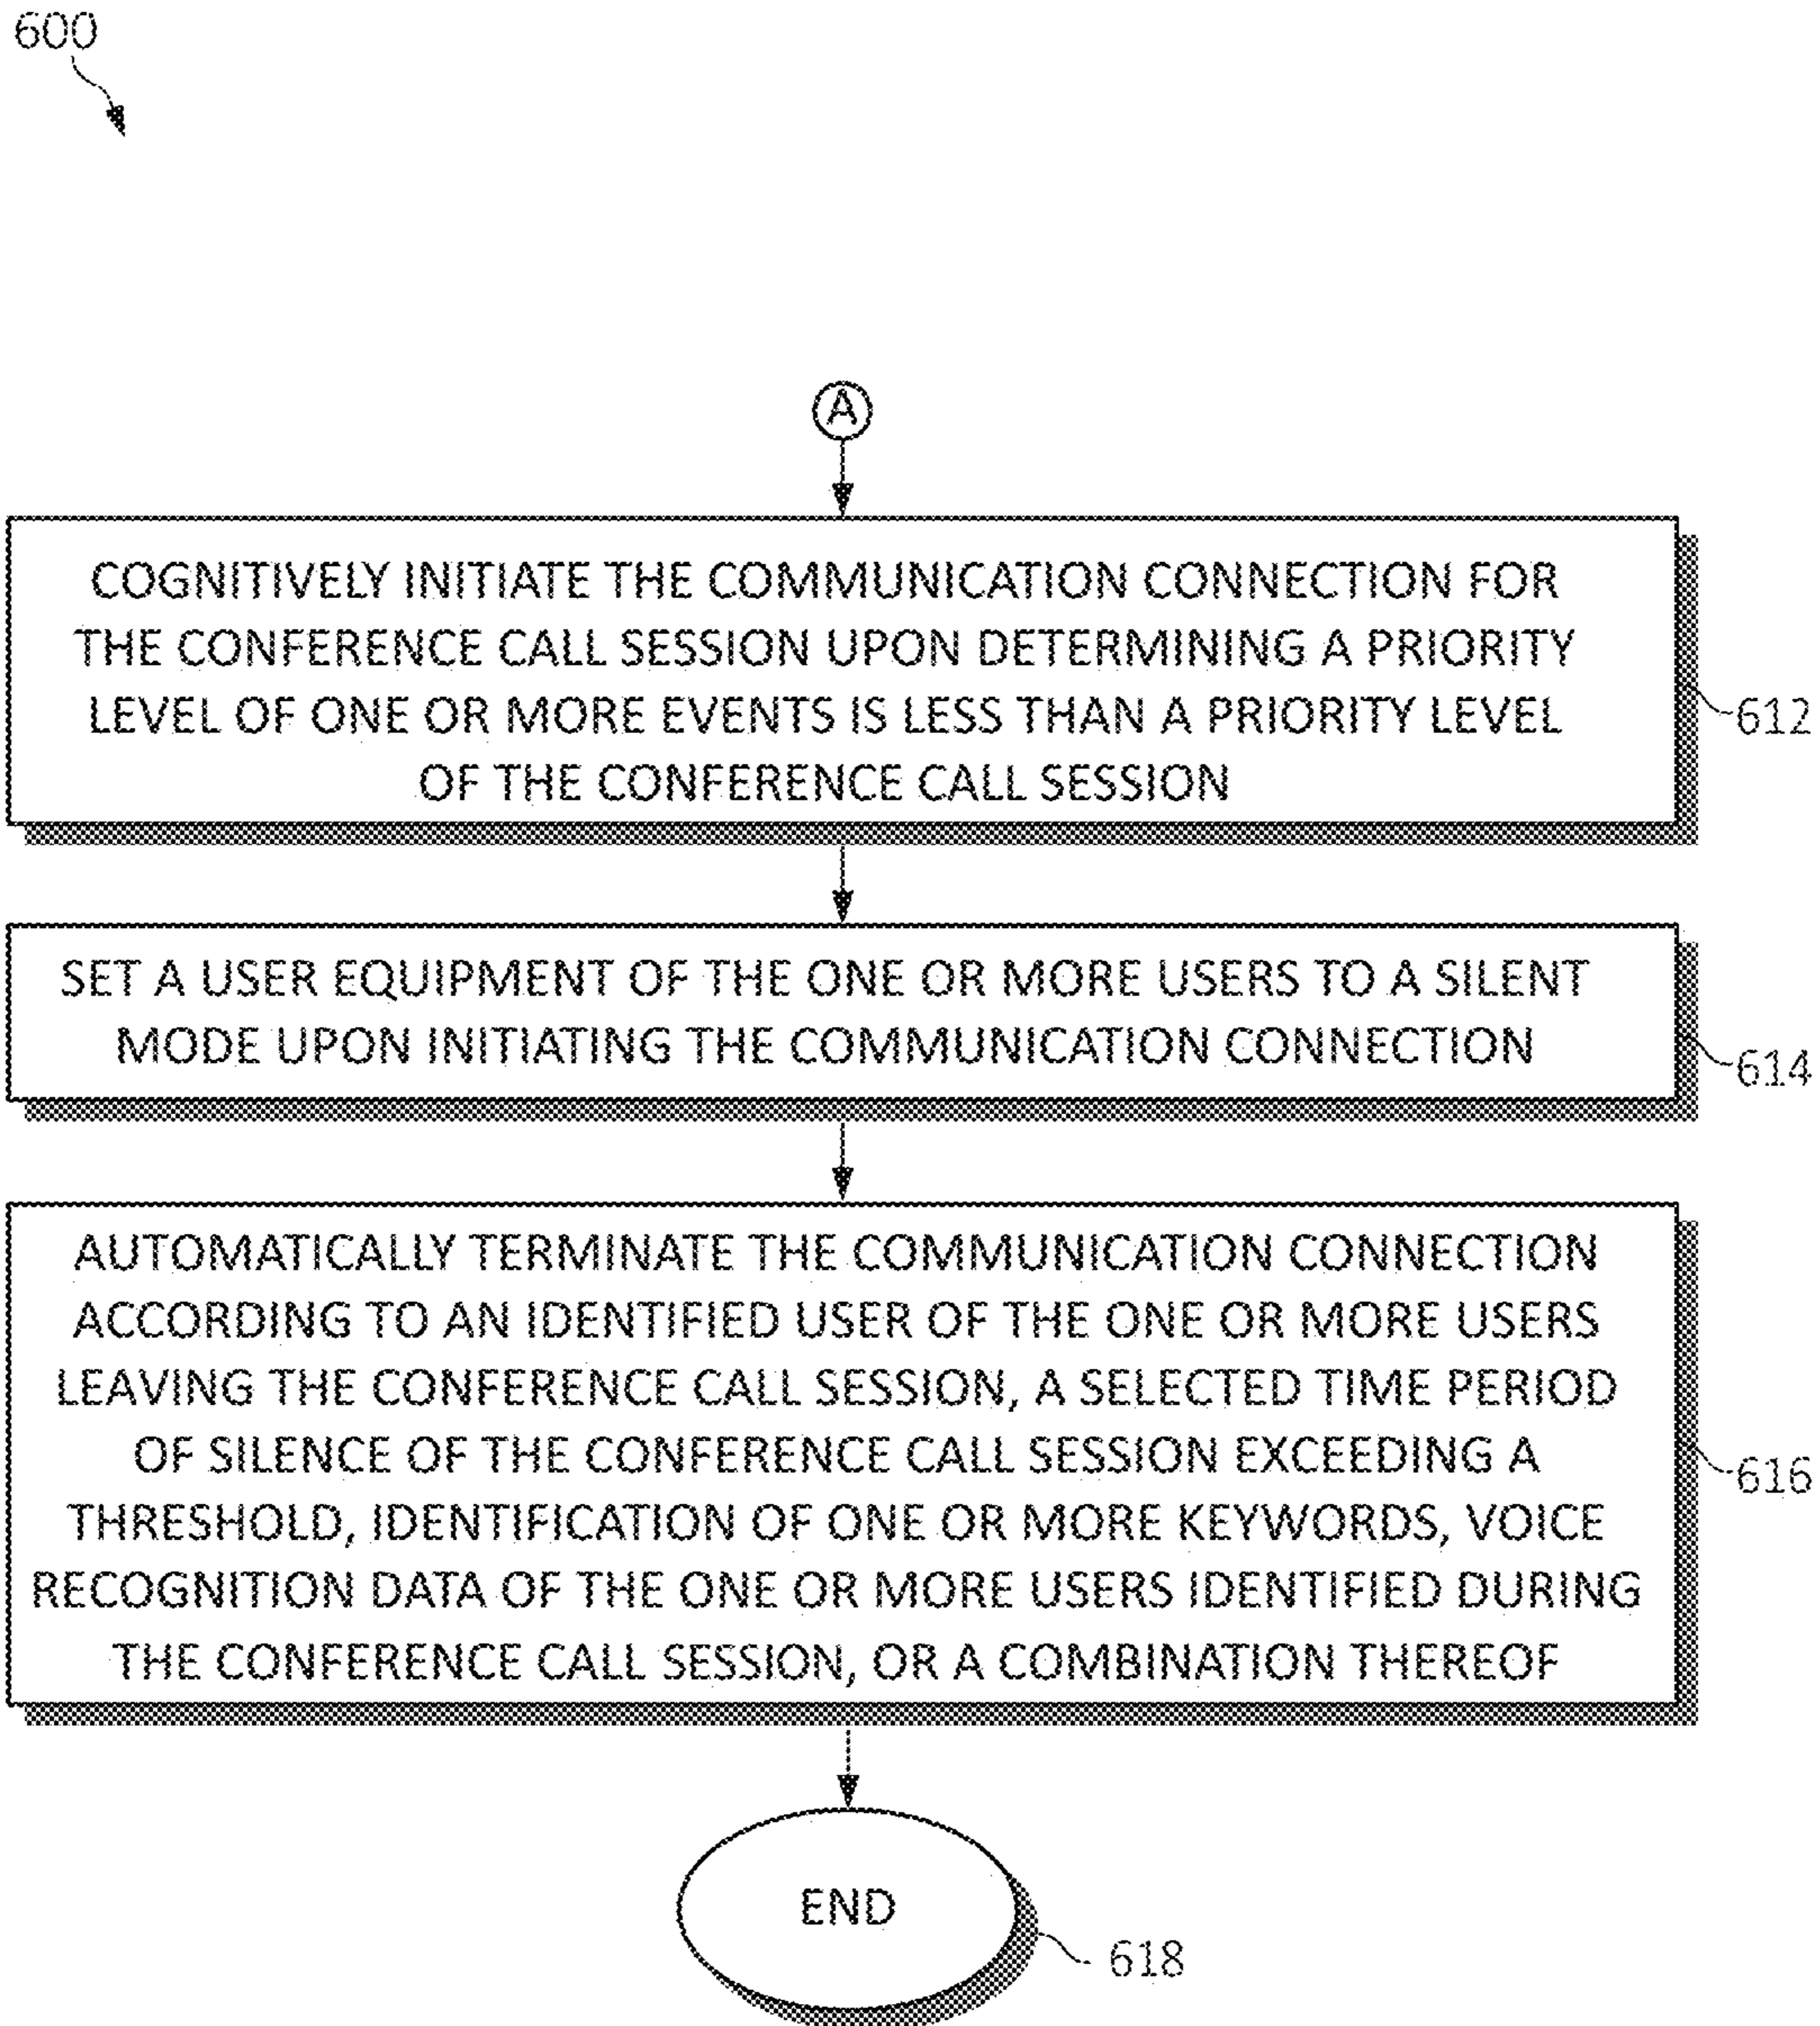 600
A
COGNITIVELY INITIATE THE COMMUNICATION CONNECTION FOR
THE CONFERENCE CALL SESSION UPON DETERMINING A PRIORITY
LEVEL OF ONE OR MORE EVENTS IS LESS THAN A PRIORITY LEVEL
OF THE CONFERENCE CALL SESSION
612
SET A USER EQUIPMENT OF THE ONE OR MORE USERS TO A SILENT
MODE UPON INITIATING THE COMMUNICATION CONNECTION
614
AUTOMATICALLY TERMINATE THE COMMUNICATION CONNECTION
ACCORDING TO AN IDENTIFIED USER OF THE ONE OR MORE USERS
LEAVING THE CONFERENCE CALL SESSION, A SELECTED TIME PERIOD
OF SILENCE OF THE CONFERENCE CALL SESSION EXCEEDING A
THRESHOLD, IDENTIFICATION OF ONE OR MORE KEYWORDS, VOICE
RECOGNITION DATA OF THE ONE OR MORE USERS IDENTIFIED DURING
THE CONFERENCE CALL SESSION, OR A COMBINATION THEREOF
616
END
618